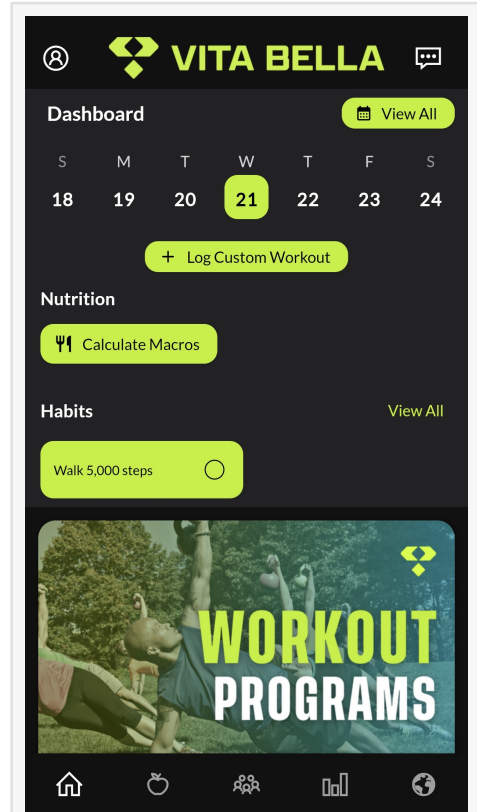 VITA BELLA
Dashboard
View All
S M T W T F S
18 19 20 21 22 23 24
+ Log Custom Workout
Nutrition
Calculate Macros
Habits
View All
Walk 5,000 steps
WORKOUT
PROGRAMS